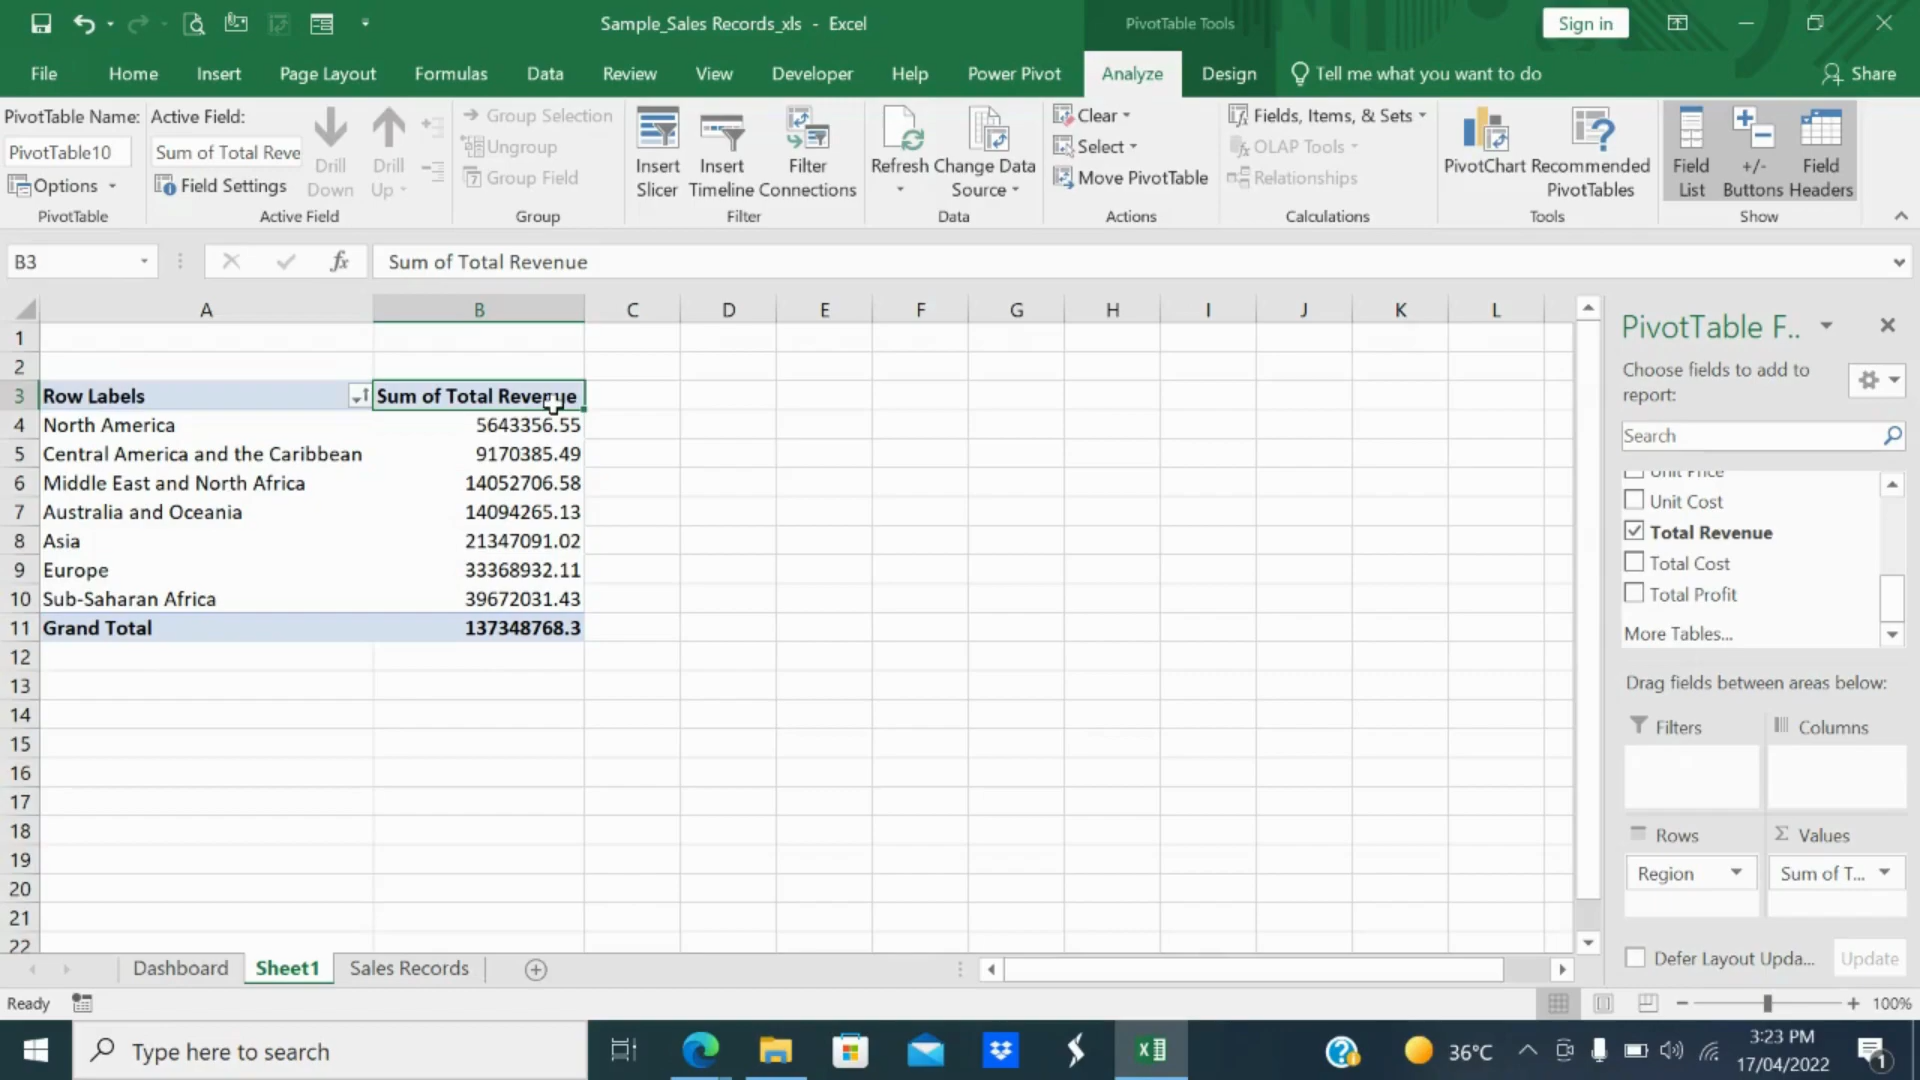 Sample_Sales Records_xls - Excel
PivotTable Tools
Sign in
File Home Insert Page Layout Formulas Data Review View Developer Help Power Pivot Analyze Design Tell me what you want to do Share
PivotTable Name:
PivotTable10
Options
PivotTable
Active Field:
Sum of Total Reve
Field Settings
Drill
Down
Drill
Up
Active Field
Group Selection
Ungroup
Group Field
Group
Insert
Slicer
Insert
Timeline
Filter
Connections
Filter
Refresh
Change Data
Source
Data
Clear
Select
Move PivotTable
Actions
Fields, Items, & Sets
OLAP Tools
Relationships
Calculations
PivotChart
Recommended
PivotTables
Tools
Field
List
+/-
Buttons
Field
Headers
Show
B3
fx
Sum of Total Revenue
A B C D E F G H I J K L
1
2
3 Row Labels Sum of Total Revenue
4 North America 5643356.55
5 Central America and the Caribbean 9170385.49
6 Middle East and North Africa 14052706.58
7 Australia and Oceania 14094265.13
8 Asia 21347091.02
9 Europe 33368932.11
10 Sub-Saharan Africa 39672031.43
11 Grand Total 137348768.3
12
13
14
15
16
17
18
19
20
21
22
PivotTable F..
Choose fields to add to
report:
Search
Unit Price
Unit Cost
Total Revenue
Total Cost
Total Profit
More Tables...
Drag fields between areas below:
Filters
Columns
Rows
Σ Values
Region
Sum of T...
Defer Layout Upda...
Update
Dashboard Sheet1 Sales Records
Ready
100%
Type here to search
36°C
3:23 PM
17/04/2022
1